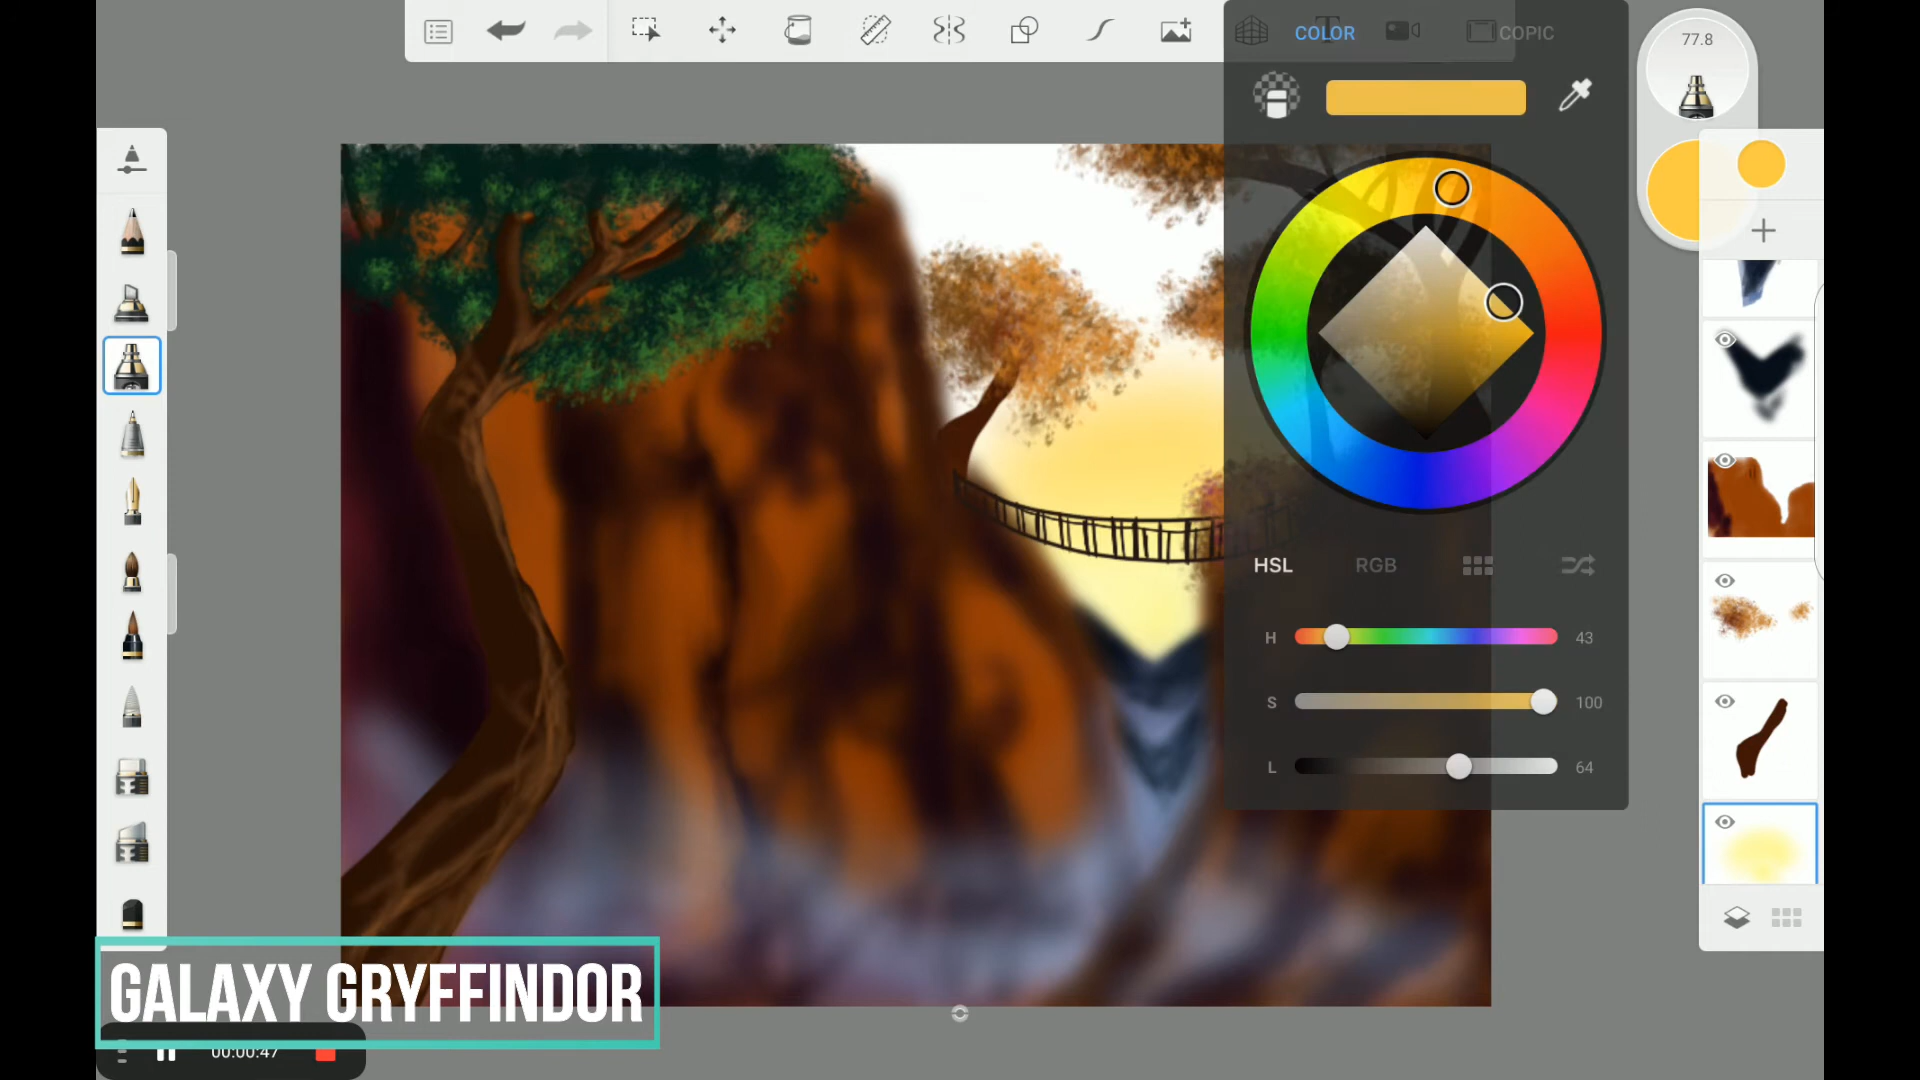 COLOR
COPIC
77.8
HSL
RGB
H
43
S
100
L
64
GALAXY GRYFFINDOR
00:00:47